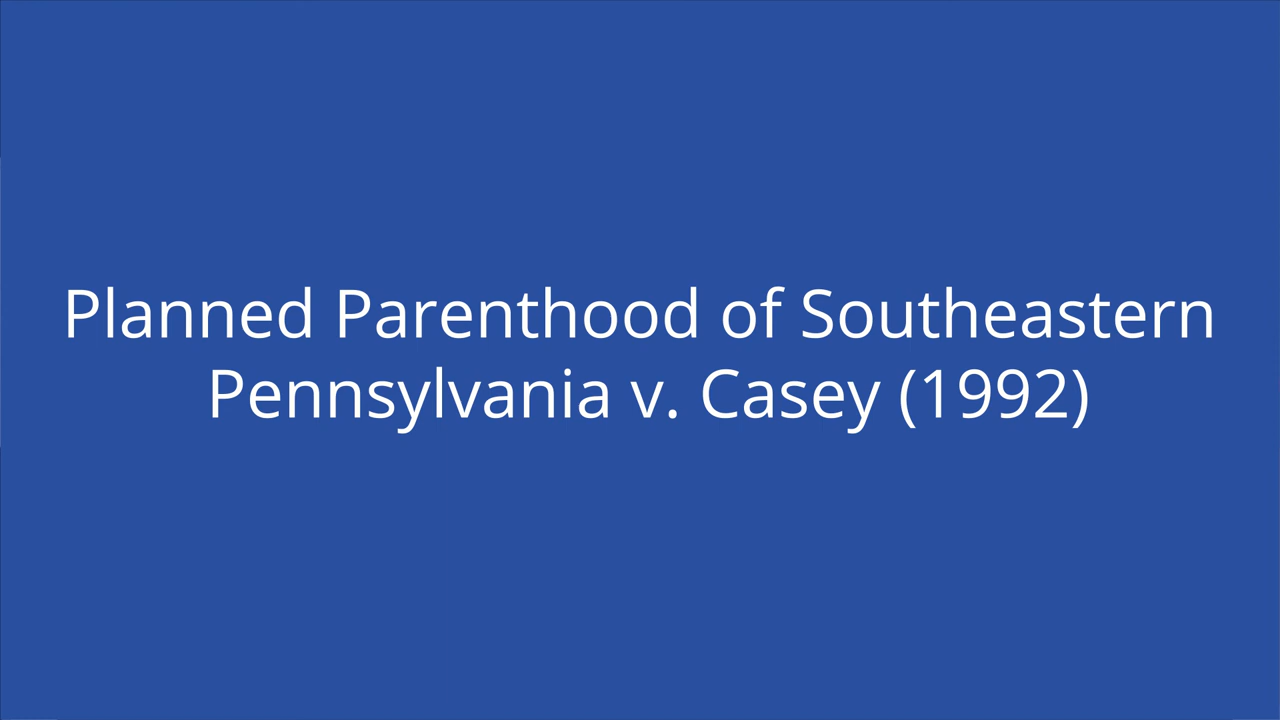 Planned Parenthood of Southeastern
Pennsylvania v. Casey (1992)